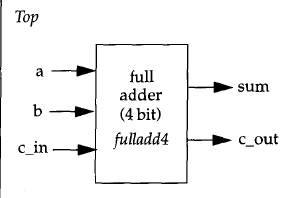 Top
a
b
c_in
full
adder
(4 bit)
fulladd4
sum
c_out